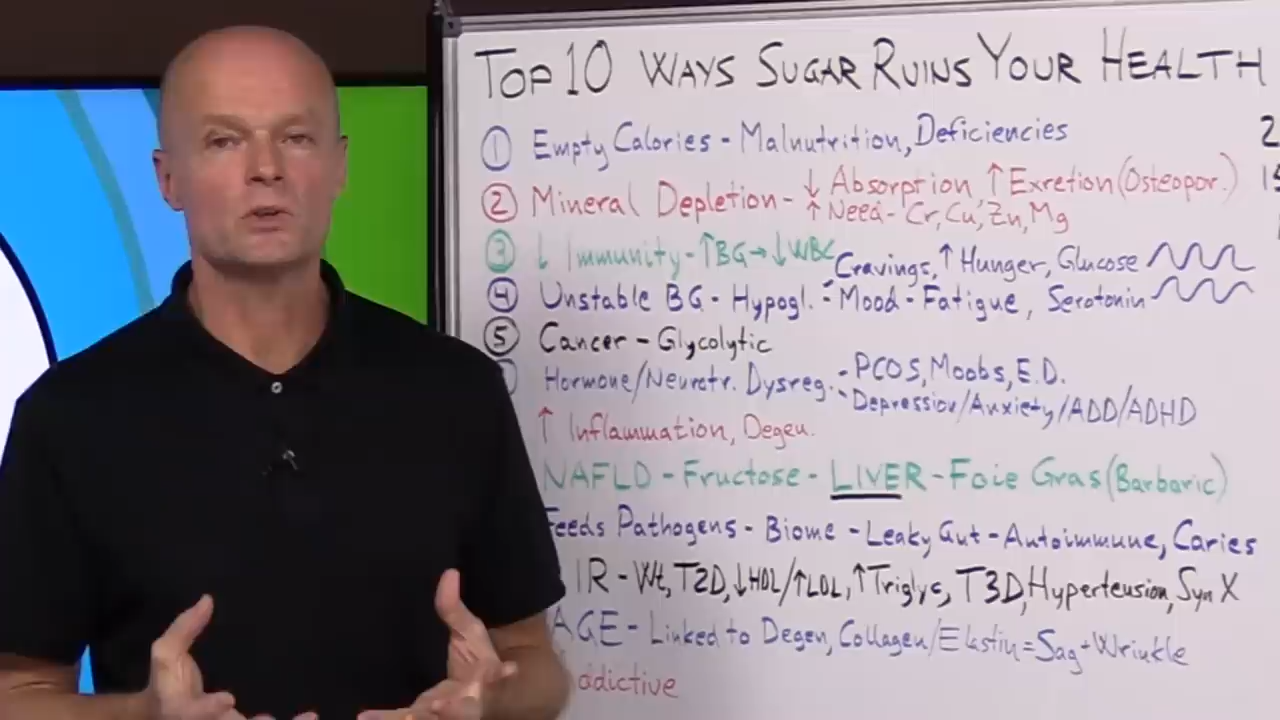 TOP 10 WAYS SUGAR RUINS YOUR HEALTH
① Empty Calories - Malnutrition, Deficiencies 2
② Mineral Depletion - ↓ Absorption, ↑ Exretion (Osteopor.)
↑ Need - Cr, Cu, Zn, Mg
③ ↓ Immunity - ↑BG → ↓WBC
Cravings, ↑ Hunger, Glucose
④ Unstable BG - Hypogl. - Mood - Fatigue, Serotonin
⑤ Cancer - Glycolytic
Hormone/Neurotr. Dysreg. - PCOS, Moobs, E.D.
- Depression/Anxiety/ADD/ADHD
↑ Inflammation, Degen.
NAFLD - Fructose - LIVER - Foie Gras (Barbaric)
Feeds Pathogens - Biome - Leaky Gut - Autoimmune, Caries
IR - Wt, T2D, ↓HDL/↑LDL, ↑Triglyc, T3D, Hypertension, Syn X
AGE - Linked to Degen, Collagen/Elastin = Sag + Wrinkle
ddictive